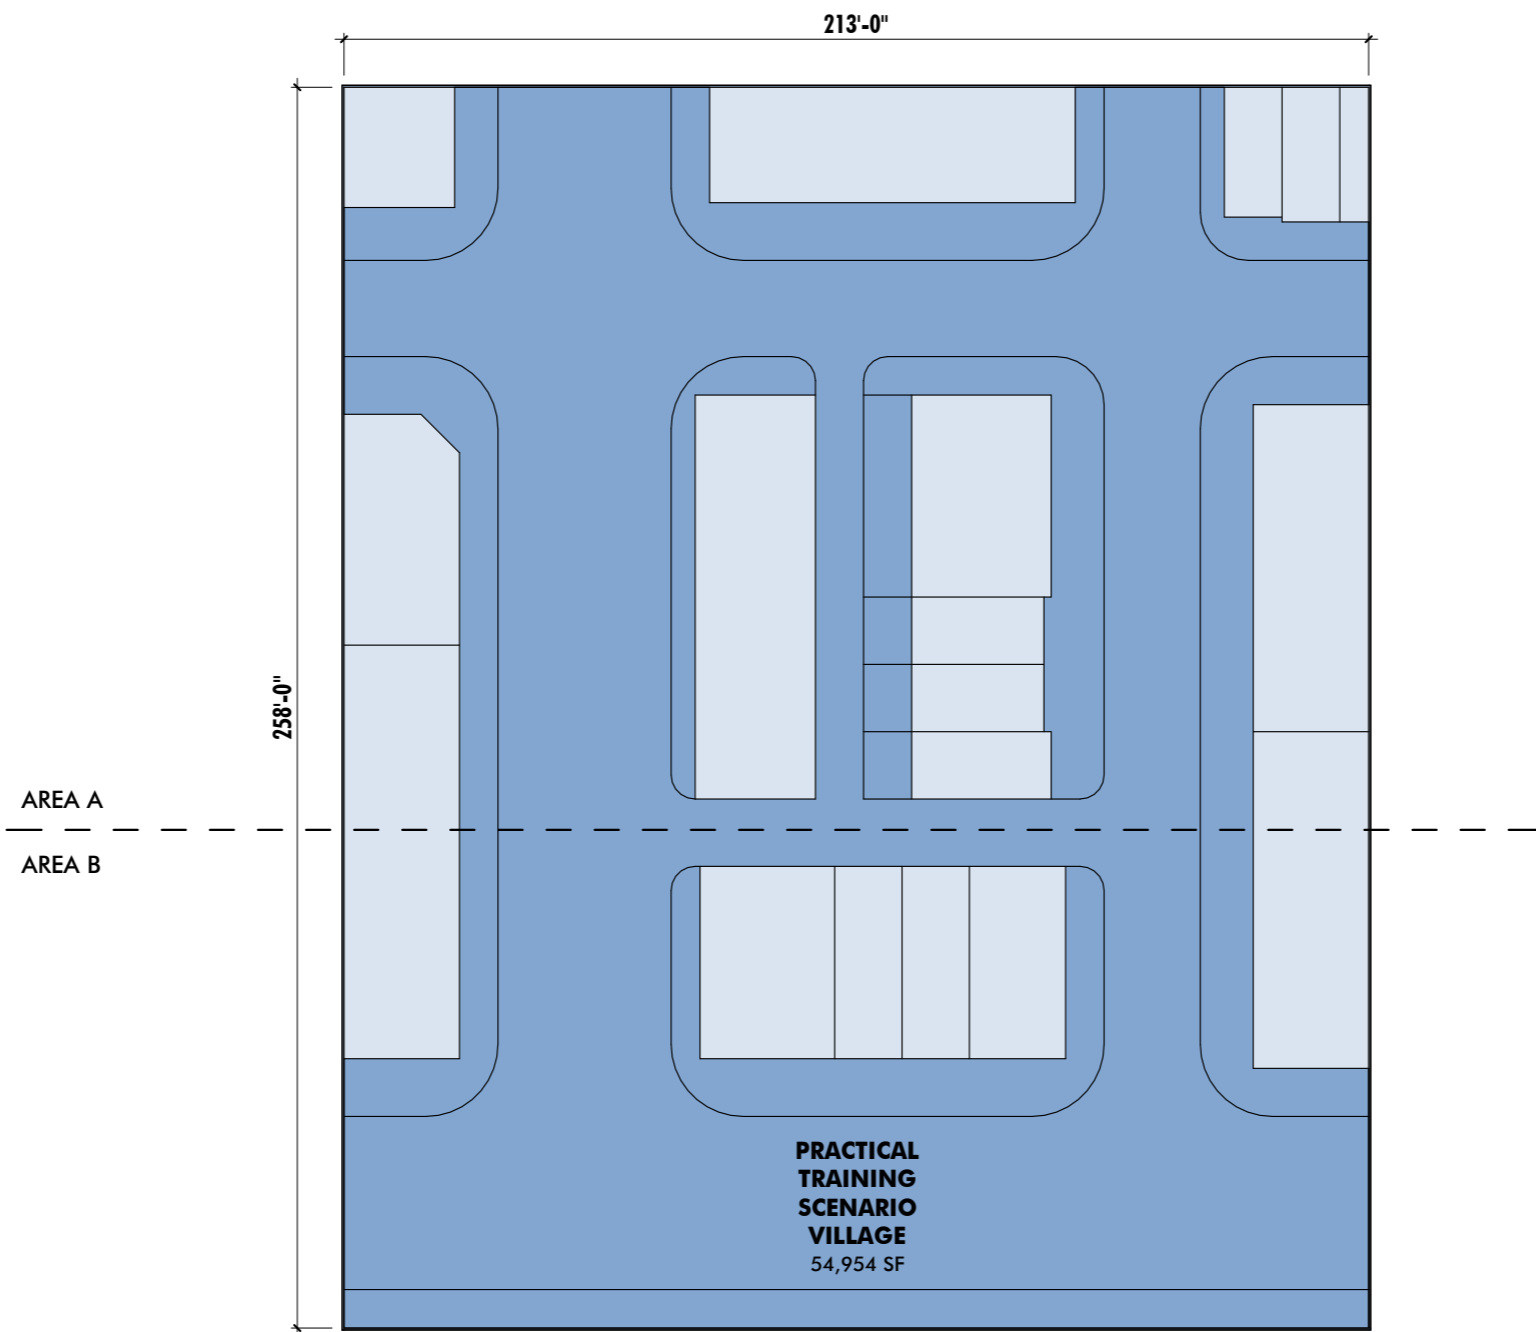 213'-0"
258'-0"
AREA A
AREA B
PRACTICAL
TRAINING
SCENARIO
VILLAGE
54,954 SF